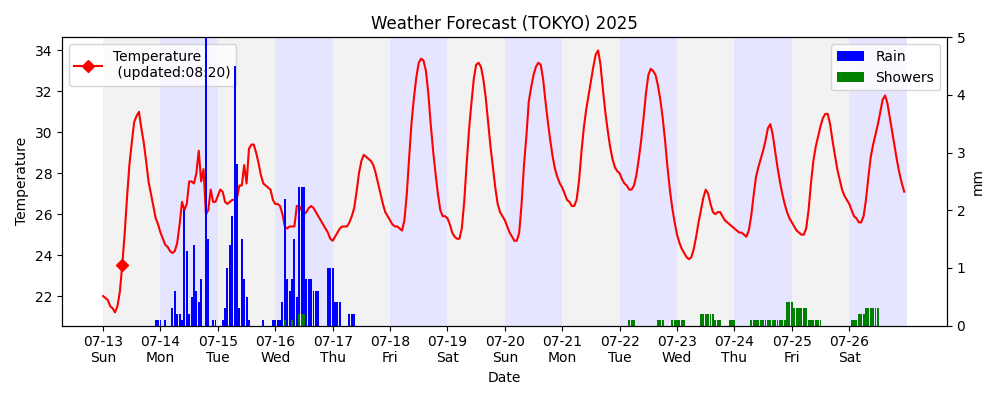 Weather Forecast (TOKYO) 2025
Temperature
(updated:08:20)
Rain
Showers
34
32
30
28
26
24
22
Temperature
5
4
3
2
1
0
mm
07-13 07-14 07-15 07-16 07-17 07-18 07-19 07-20 07-21 07-22 07-23 07-24 07-25 07-26
Sun Mon Tue Wed Thu Fri Sat Sun Mon Tue Wed Thu Fri Sat
Date